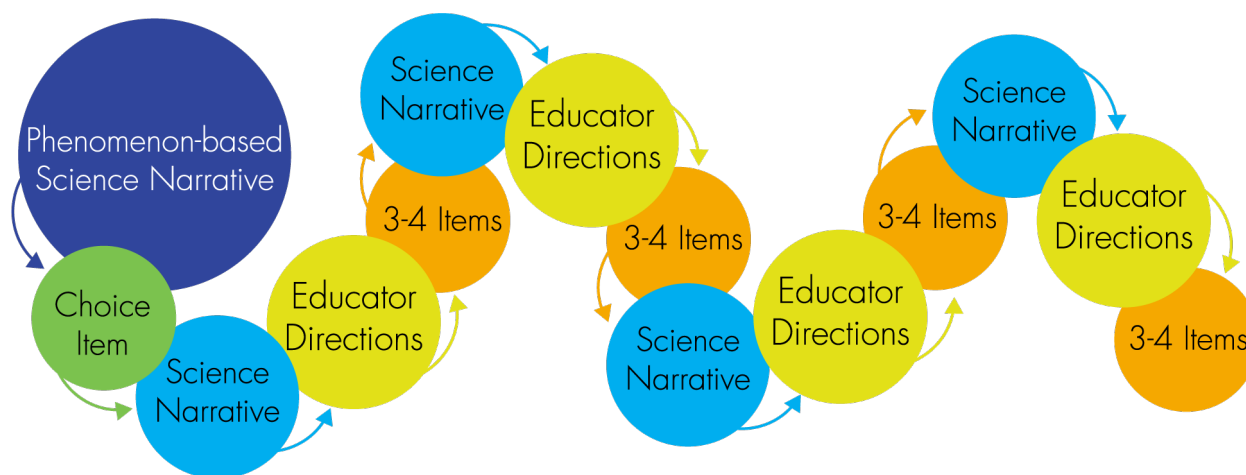 Phenomenon-based
Science Narrative
Choice
Item
Science
Narrative
Educator
Directions
3-4 Items
Science
Narrative
Educator
Directions
3-4 Items
Science
Narrative
Educator
Directions
3-4 Items
Science
Narrative
Educator
Directions
3-4 Items